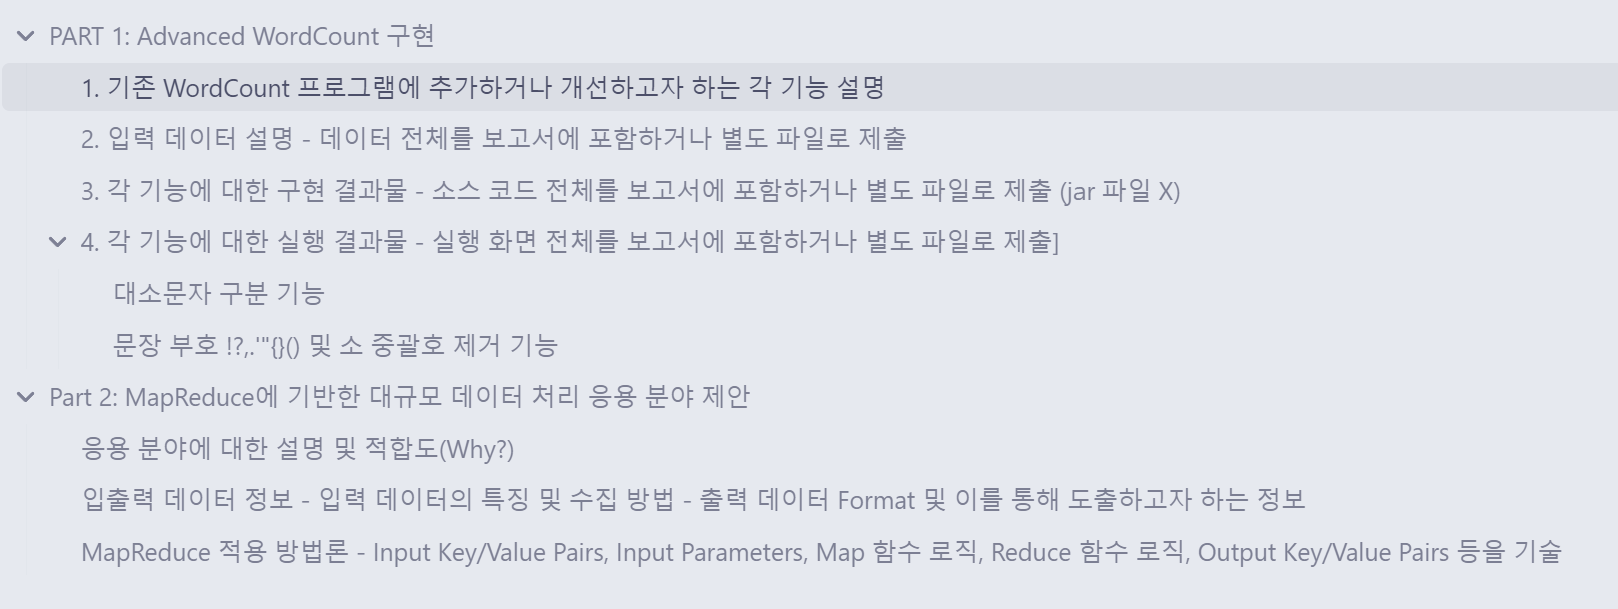 PART 1: Advanced WordCount 구현
1. 기존 WordCount 프로그램에 추가하거나 개선하고자 하는 각 기능 설명
2. 입력 데이터 설명 - 데이터 전체를 보고서에 포함하거나 별도 파일로 제출
3. 각 기능에 대한 구현 결과물 - 소스 코드 전체를 보고서에 포함하거나 별도 파일로 제출 (jar 파일 X)
4. 각 기능에 대한 실행 결과물 - 실행 화면 전체를 보고서에 포함하거나 별도 파일로 제출]
대소문자 구분 기능
문장 부호 !?,.'"{}() 및 소 중괄호 제거 기능
Part 2: MapReduce에 기반한 대규모 데이터 처리 응용 분야 제안
응용 분야에 대한 설명 및 적합도(Why?)
입출력 데이터 정보 - 입력 데이터의 특징 및 수집 방법 - 출력 데이터 Format 및 이를 통해 도출하고자 하는 정보
MapReduce 적용 방법론 - Input Key/Value Pairs, Input Parameters, Map 함수 로직, Reduce 함수 로직, Output Key/Value Pairs 등을 기술